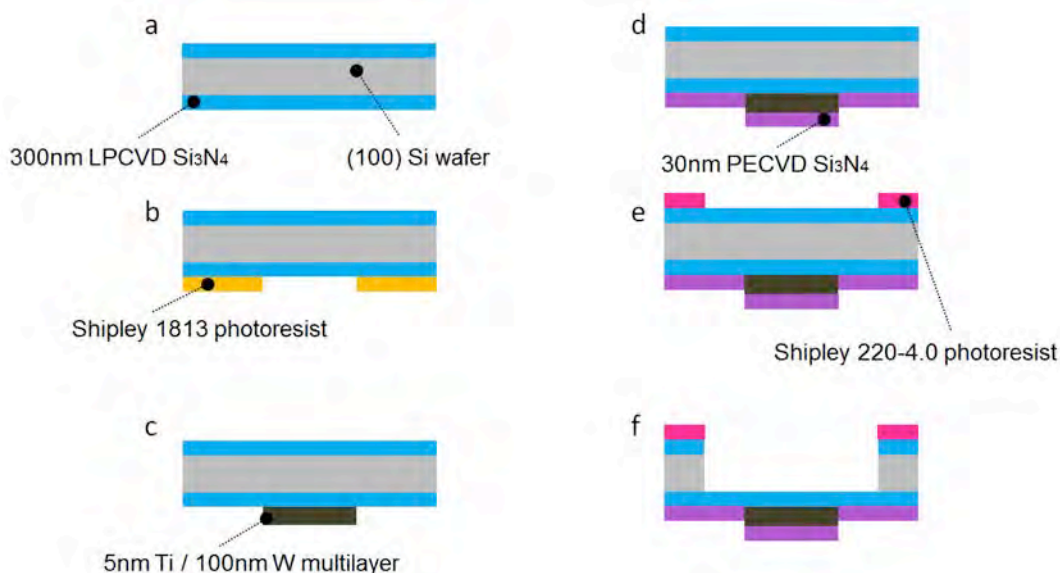 a
300nm LPCVD Si₃N₄
(100) Si wafer
b
Shipley 1813 photoresist
c
5nm Ti / 100nm W multilayer
d
30nm PECVD Si₃N₄
e
Shipley 220-4.0 photoresist
f